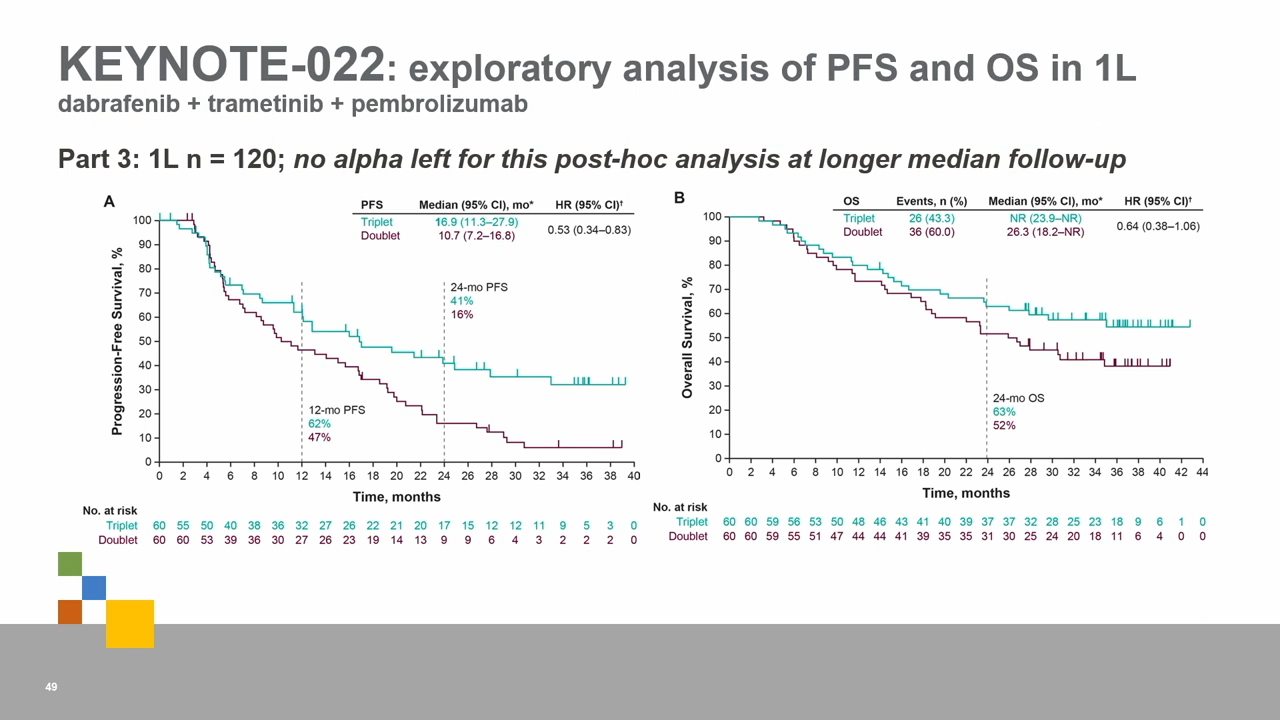 KEYNOTE-022: exploratory analysis of PFS and OS in 1L
dabrafenib + trametinib + pembrolizumab
Part 3: 1L n = 120; no alpha left for this post-hoc analysis at longer median follow-up
A
PFS Median (95% CI), mo* HR (95% CI)†
Triplet 16.9 (11.3–27.9) 0.53 (0.34–0.83)
Doublet 10.7 (7.2–16.8)
Progression-Free Survival, %
100
90
80
70
60
50
40
30
20
10
0
24-mo PFS
41%
16%
12-mo PFS
62%
47%
0 2 4 6 8 10 12 14 16 18 20 22 24 26 28 30 32 34 36 38 40
Time, months
No. at risk
Triplet 60 55 50 40 38 36 32 27 26 22 21 20 17 15 12 12 11 9 5 3 0
Doublet 60 60 53 39 36 30 27 26 23 19 14 13 9 9 6 4 3 2 2 2 0
B
OS Events, n (%) Median (95% CI), mo* HR (95% CI)†
Triplet 26 (43.3) NR (23.9–NR) 0.64 (0.38–1.06)
Doublet 36 (60.0) 26.3 (18.2–NR)
Overall Survival, %
100
90
80
70
60
50
40
30
20
10
0
24-mo OS
63%
52%
0 2 4 6 8 10 12 14 16 18 20 22 24 26 28 30 32 34 36 38 40 42 44
Time, months
No. at risk
Triplet 60 60 59 56 53 50 48 46 43 41 40 39 37 37 32 28 25 23 18 9 6 1 0
Doublet 60 60 59 55 51 47 44 44 41 39 35 35 31 30 25 24 20 18 11 6 4 0 0
49